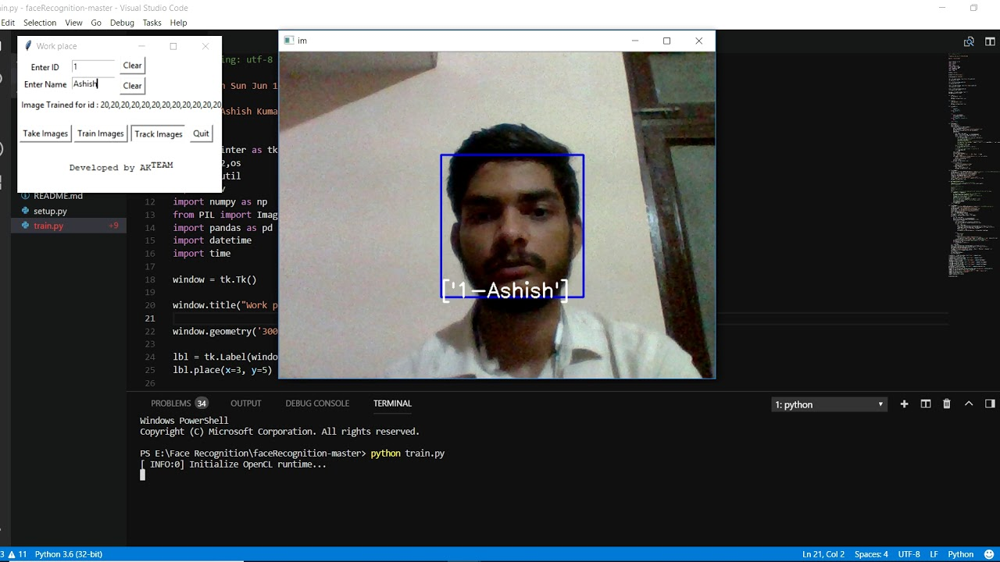 in.py - faceRecognition-master - Visual Studio Code
Edit Selection View Go Debug Tasks Help
Work place
Enter ID 1 Clear
Enter Name Ashish Clear
Image Trained for id : 20,20,20,20,20,20,20,20,20,20,20,20
Take Images Train Images Track Images Quit
Developed by AKTEAM
im
['1-Ashish']
ing: utf-8
n Sun Jun 1
Ashish Kuma
inter as tk
2,os
util
v
README.md
setup.py
train.py +9
12 import numpy as np
13 from PIL import Imag
14 import pandas as pd
15 import datetime
16 import time
17
18 window = tk.Tk()
19
20 window.title("Work p
21
22 window.geometry('300
23
24 lbl = tk.Label(windo
25 lbl.place(x=3, y=5)
26
PROBLEMS 34 OUTPUT DEBUG CONSOLE TERMINAL 1: python
Windows PowerShell
Copyright (C) Microsoft Corporation. All rights reserved.
PS E:\Face Recognition\faceRecognition-master> python train.py
[ INFO:0] Initialize OpenCL runtime...
3 11 Python 3.6 (32-bit) Ln 21, Col 2 Spaces: 4 UTF-8 LF Python